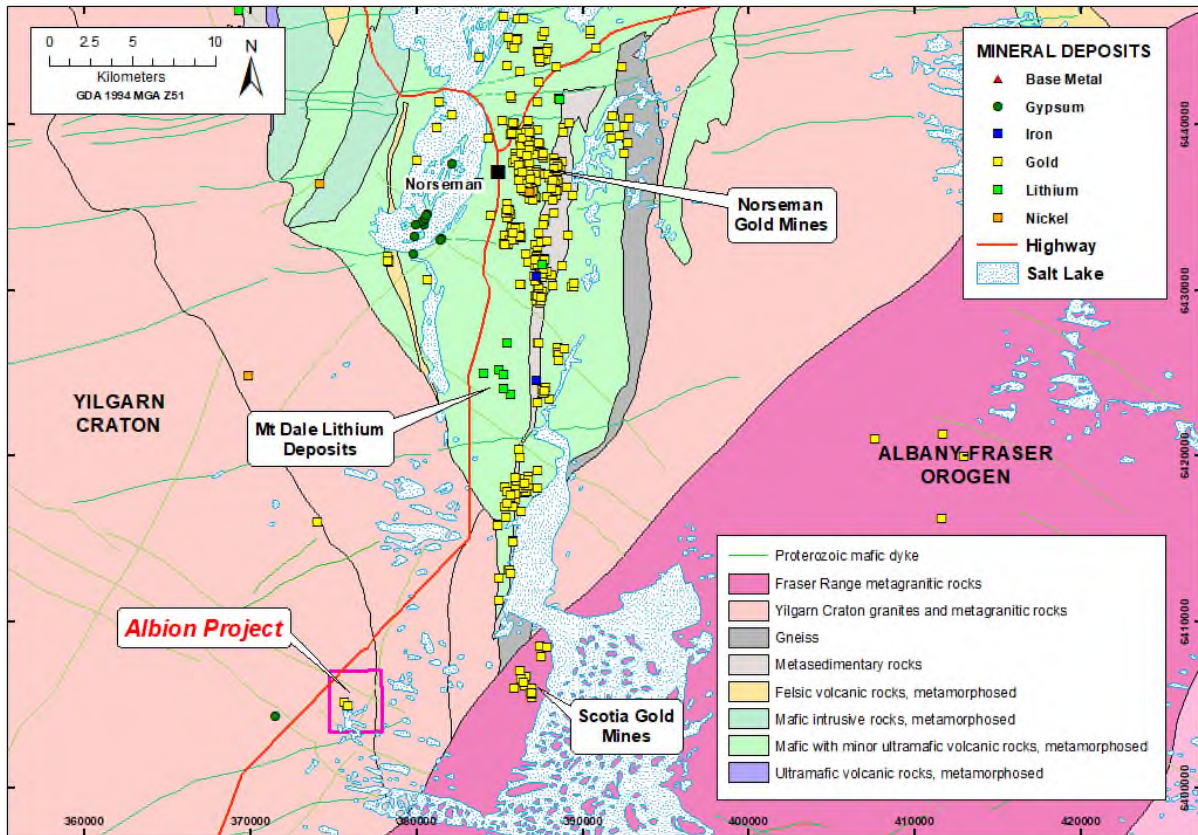 0 2.5 5 10
N
Kilometers
GDA 1994 MGA Z51
MINERAL DEPOSITS
Base Metal
Gypsum
Iron
Gold
Lithium
Nickel
Highway
Salt Lake
6440000
Norseman
Norseman
Gold Mines
6430000
YILGARN
CRATON
Mt Dale Lithium
Deposits
ALBANY-FRASER
OROGEN
6420000
Proterozoic mafic dyke
Fraser Range metagranitic rocks
Yilgarn Craton granites and metagranitic rocks
Gneiss
Metasedimentary rocks
Felsic volcanic rocks, metamorphosed
Mafic intrusive rocks, metamorphosed
Mafic with minor ultramafic volcanic rocks, metamorphosed
Ultramafic volcanic rocks, metamorphosed
Albion Project
6410000
Scotia Gold
Mines
6400000
360000 370000 380000 390000 400000 410000 420000